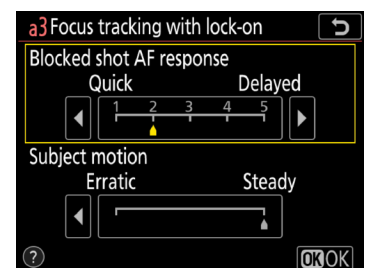 a3 Focus tracking with lock-on
Blocked shot AF response
Quick Delayed
1 2 3 4 5
Subject motion
Erratic Steady
? OK OK